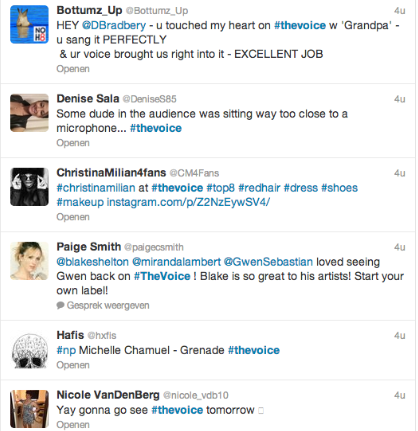 Bottumz_Up @Bottumz_Up 4u
HEY @DBradbery - u touched my heart on #thevoice w 'Grandpa' -
u sang it PERFECTLY
& ur voice brought us right into it - EXCELLENT JOB
Openen
Denise Sala @DeniseS85 4u
Some dude in the audience was sitting way too close to a
microphone... #thevoice
Openen
ChristinaMilian4fans @CM4Fans 4u
#christinamilian at #thevoice #top8 #redhair #dress #shoes
#makeup instagram.com/p/Z2NzEywSV4/
Openen
Paige Smith @paigecsmith 4u
@blakeshelton @mirandalambert @GwenSebastian loved seeing
Gwen back on #TheVoice ! Blake is so great to his artists! Start your
own label!
Gesprek weergeven
Hafis @hxfis 4u
#np Michelle Chamuel - Grenade #thevoice
Openen
Nicole VanDenBerg @nicole_vdb10 4u
Yay gonna go see #thevoice tomorrow
Openen